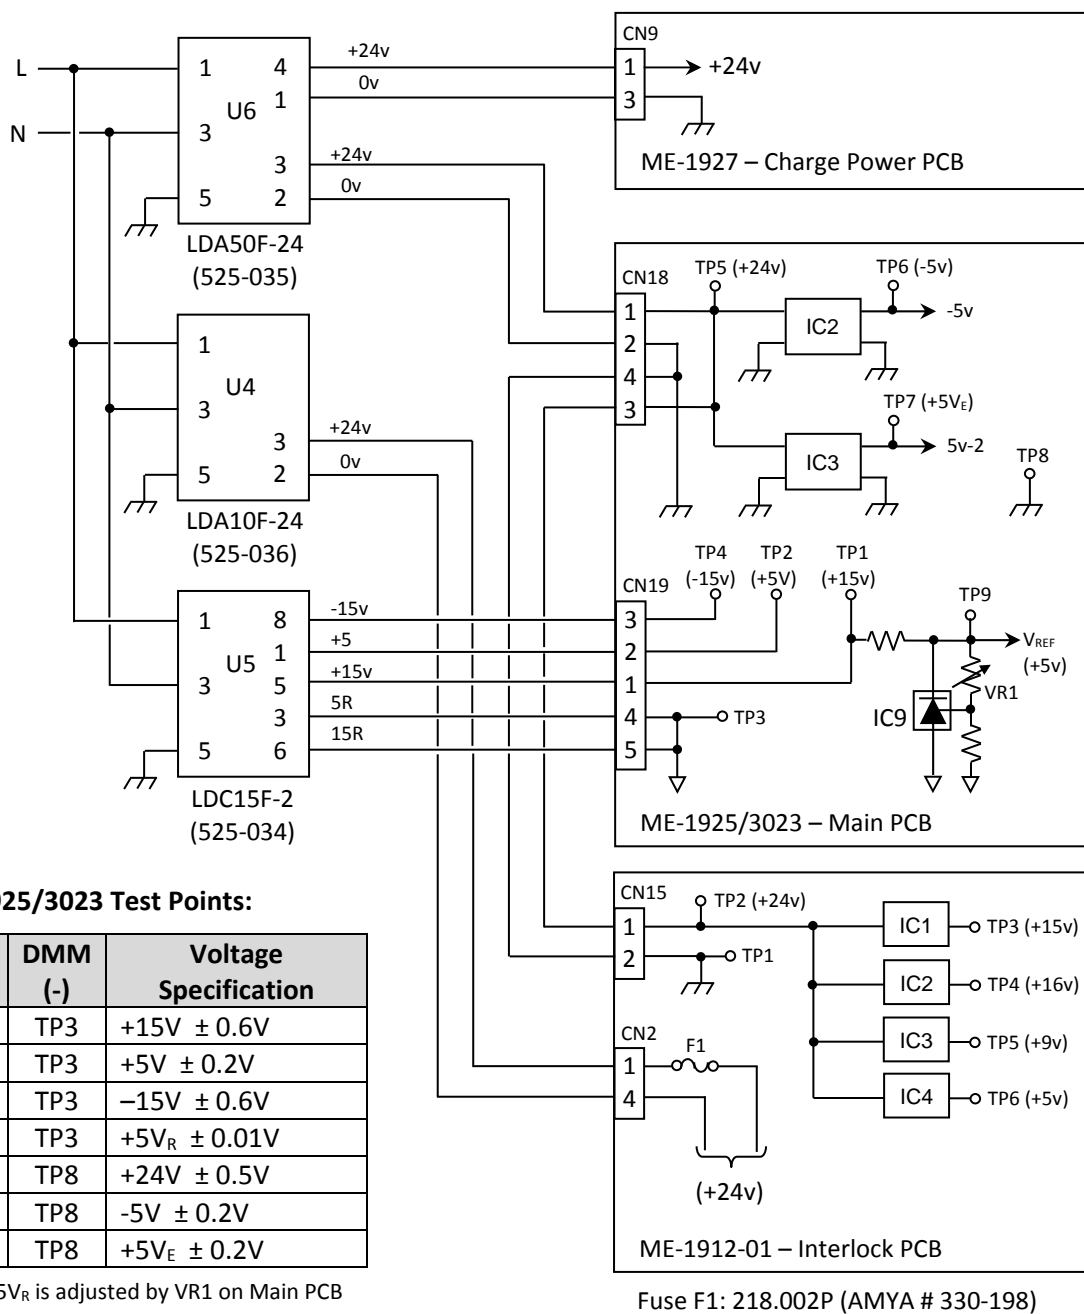 L
N
1
3
5
U6
4
1
3
2
LDA50F-24
(525-035)
+24v
0v
+24v
0v
CN9
1
3
+24v
ME-1927 – Charge Power PCB
1
3
5
U4
3
2
LDA10F-24
(525-036)
+24v
0v
CN18
1
2
4
3
TP5 (+24v)
TP6 (-5v)
IC2
-5v
TP7 (+5VE)
IC3
5v-2
TP8
1
3
5
U5
8
1
5
3
6
LDC15F-2
(525-034)
-15v
+5
+15v
5R
15R
CN19
3
2
1
4
5
TP4
(-15v)
TP2
(+5V)
TP1
(+15v)
TP3
TP9
VREF
(+5v)
VR1
IC9
ME-1925/3023 – Main PCB
CN15
1
2
TP2 (+24v)
TP1
IC1
TP3 (+15v)
IC2
TP4 (+16v)
IC3
TP5 (+9v)
IC4
TP6 (+5v)
CN2
1
4
F1
(+24v)
ME-1912-01 – Interlock PCB
Fuse F1: 218.002P (AMYA # 330-198)
925/3023 Test Points:
DMM (-) Voltage Specification
TP3 +15V ± 0.6V
TP3 +5V ± 0.2V
TP3 –15V ± 0.6V
TP3 +5VR ± 0.01V
TP8 +24V ± 0.5V
TP8 -5V ± 0.2V
TP8 +5VE ± 0.2V
5VR is adjusted by VR1 on Main PCB